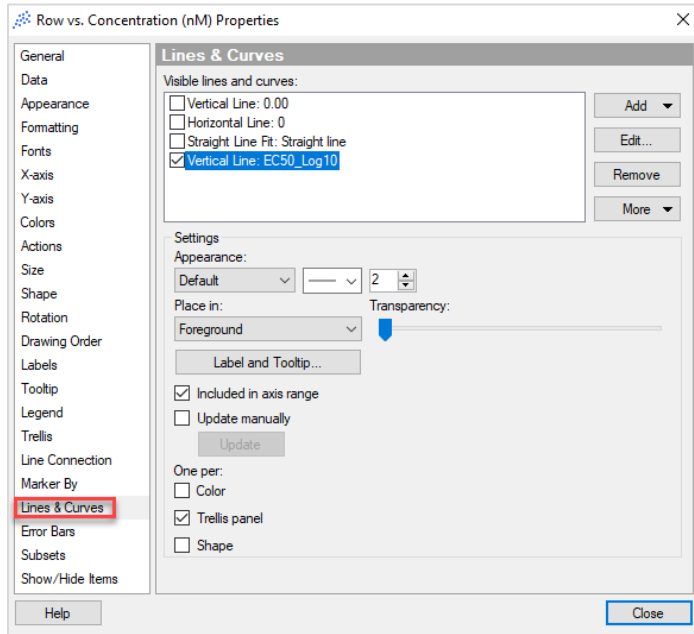 Row vs. Concentration (nM) Properties
General
Data
Appearance
Formatting
Fonts
X-axis
Y-axis
Colors
Actions
Size
Shape
Rotation
Drawing Order
Labels
Tooltip
Legend
Trellis
Line Connection
Marker By
Lines & Curves
Error Bars
Subsets
Show/Hide Items
Lines & Curves
Visible lines and curves:
Vertical Line: 0.00
Horizontal Line: 0
Straight Line Fit: Straight line
Vertical Line: EC50_Log10
Add
Edit...
Remove
More
Settings
Appearance:
Default
2
Place in:
Transparency:
Foreground
Label and Tooltip...
Included in axis range
Update manually
Update
One per:
Color
Trellis panel
Shape
Help
Close